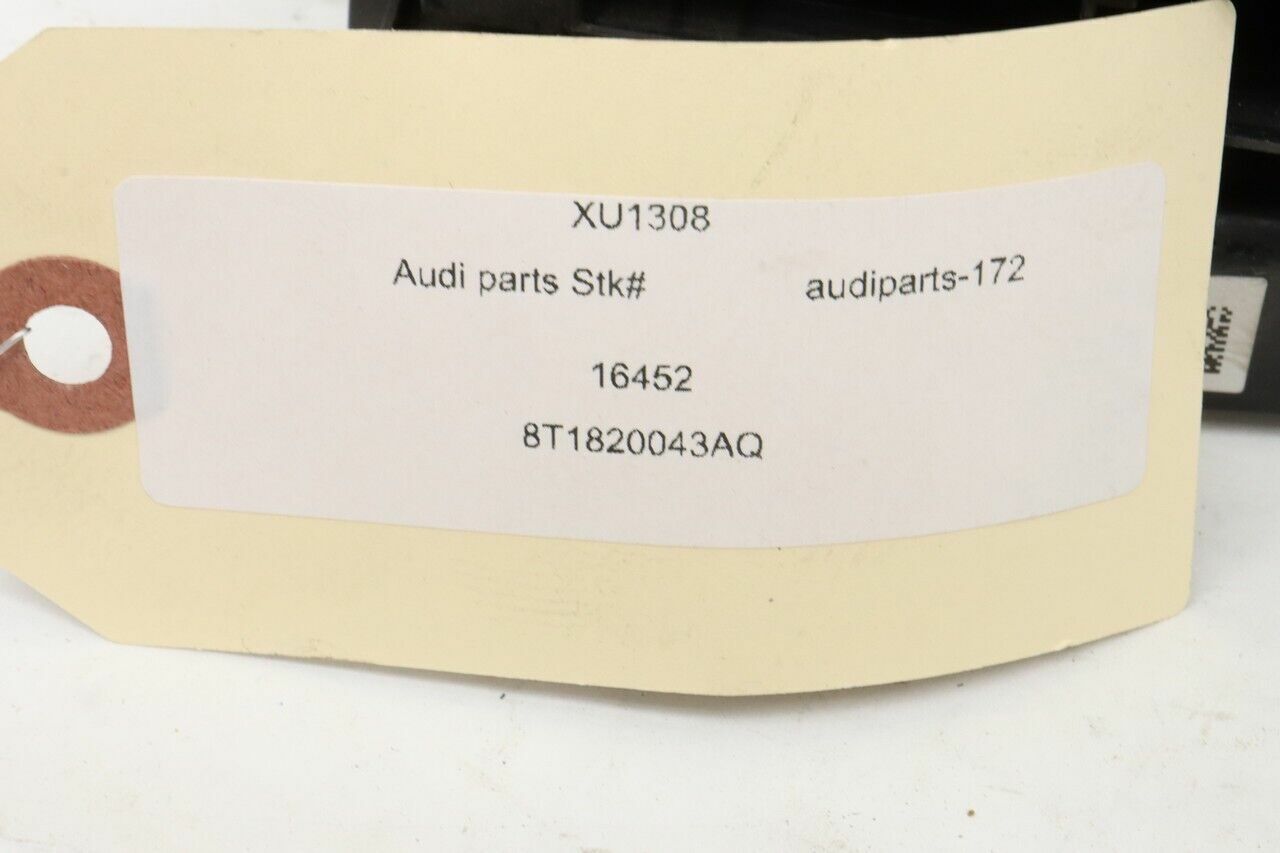 XU1308
Audi parts Stk# audiparts-172
16452
8T1820043AQ